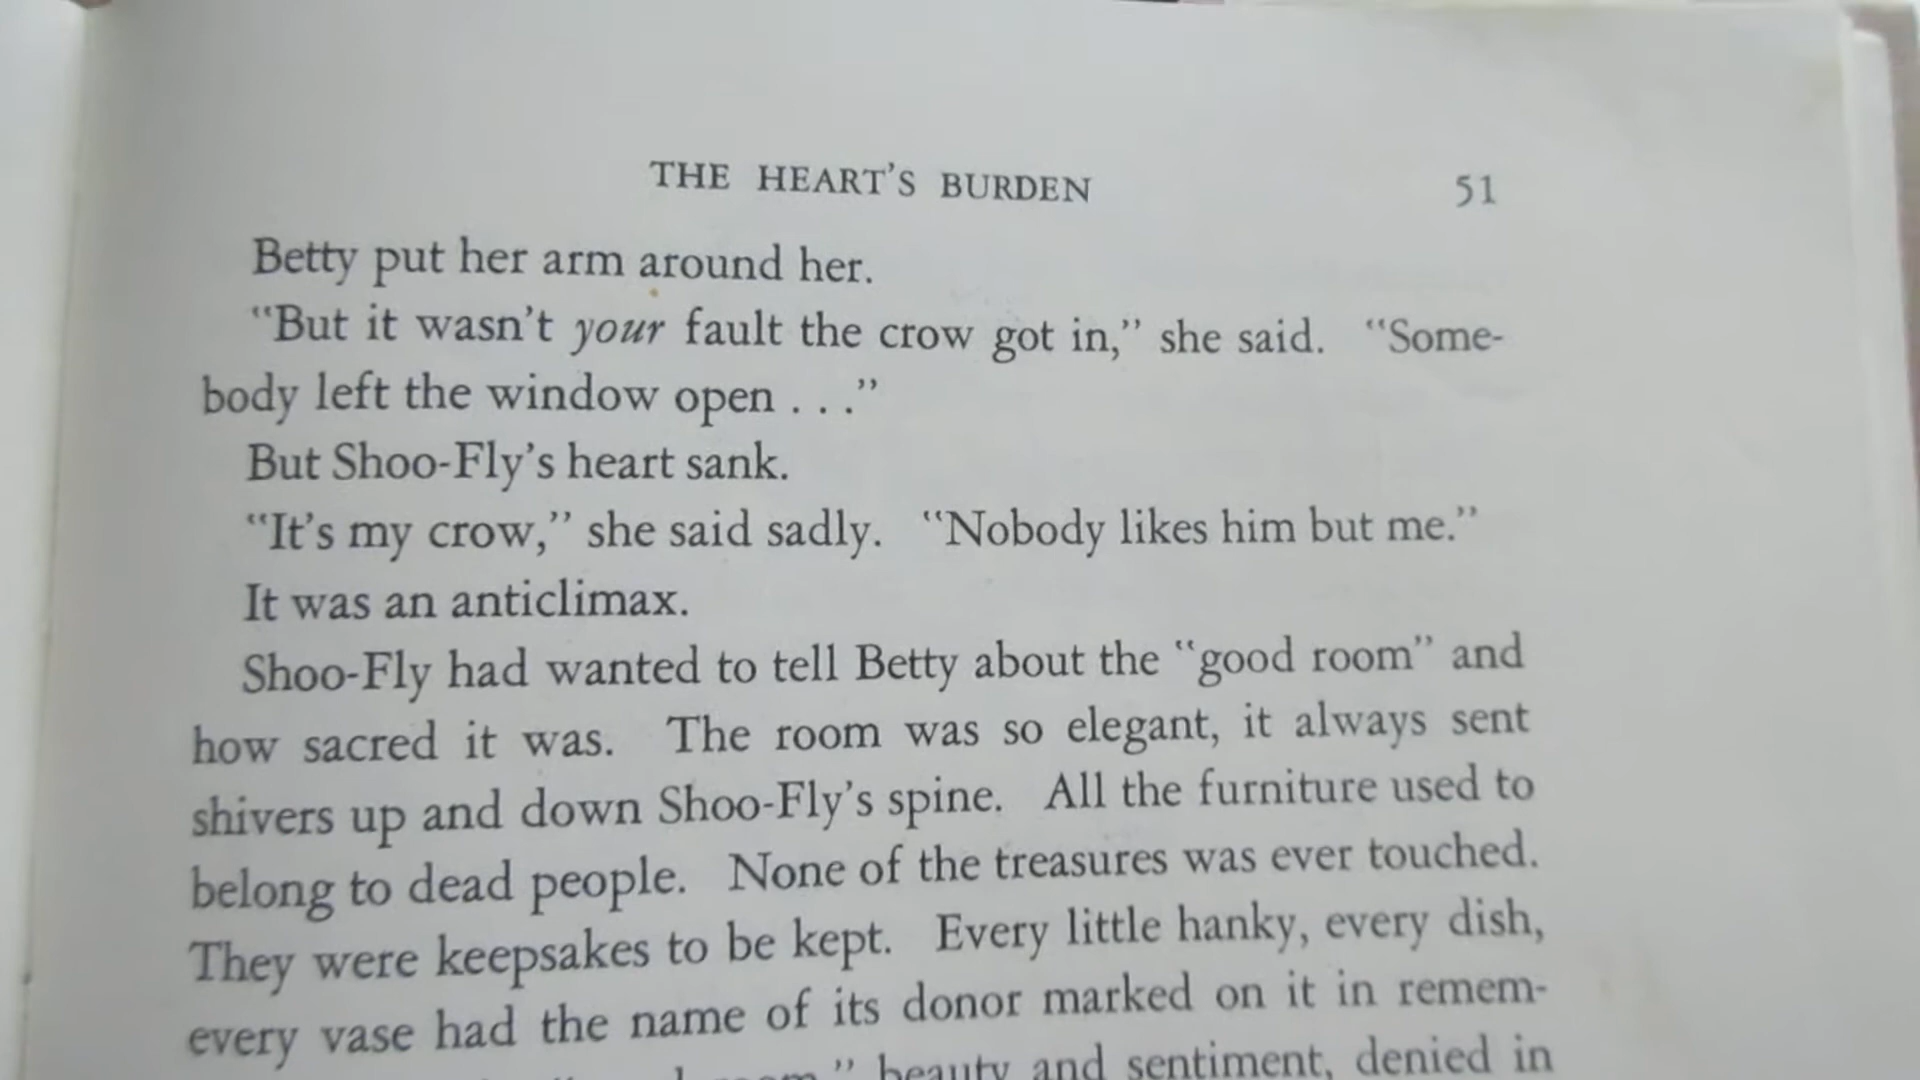 THE HEART'S BURDEN 51
Betty put her arm around her.
"But it wasn't your fault the crow got in," she said. "Some-
body left the window open . . ."
But Shoo-Fly's heart sank.
"It's my crow," she said sadly. "Nobody likes him but me."
It was an anticlimax.
Shoo-Fly had wanted to tell Betty about the "good room" and
how sacred it was. The room was so elegant, it always sent
shivers up and down Shoo-Fly's spine. All the furniture used to
belong to dead people. None of the treasures was ever touched.
They were keepsakes to be kept. Every little hanky, every dish,
every vase had the name of its donor marked on it in remem-
" beauty and sentiment, denied in